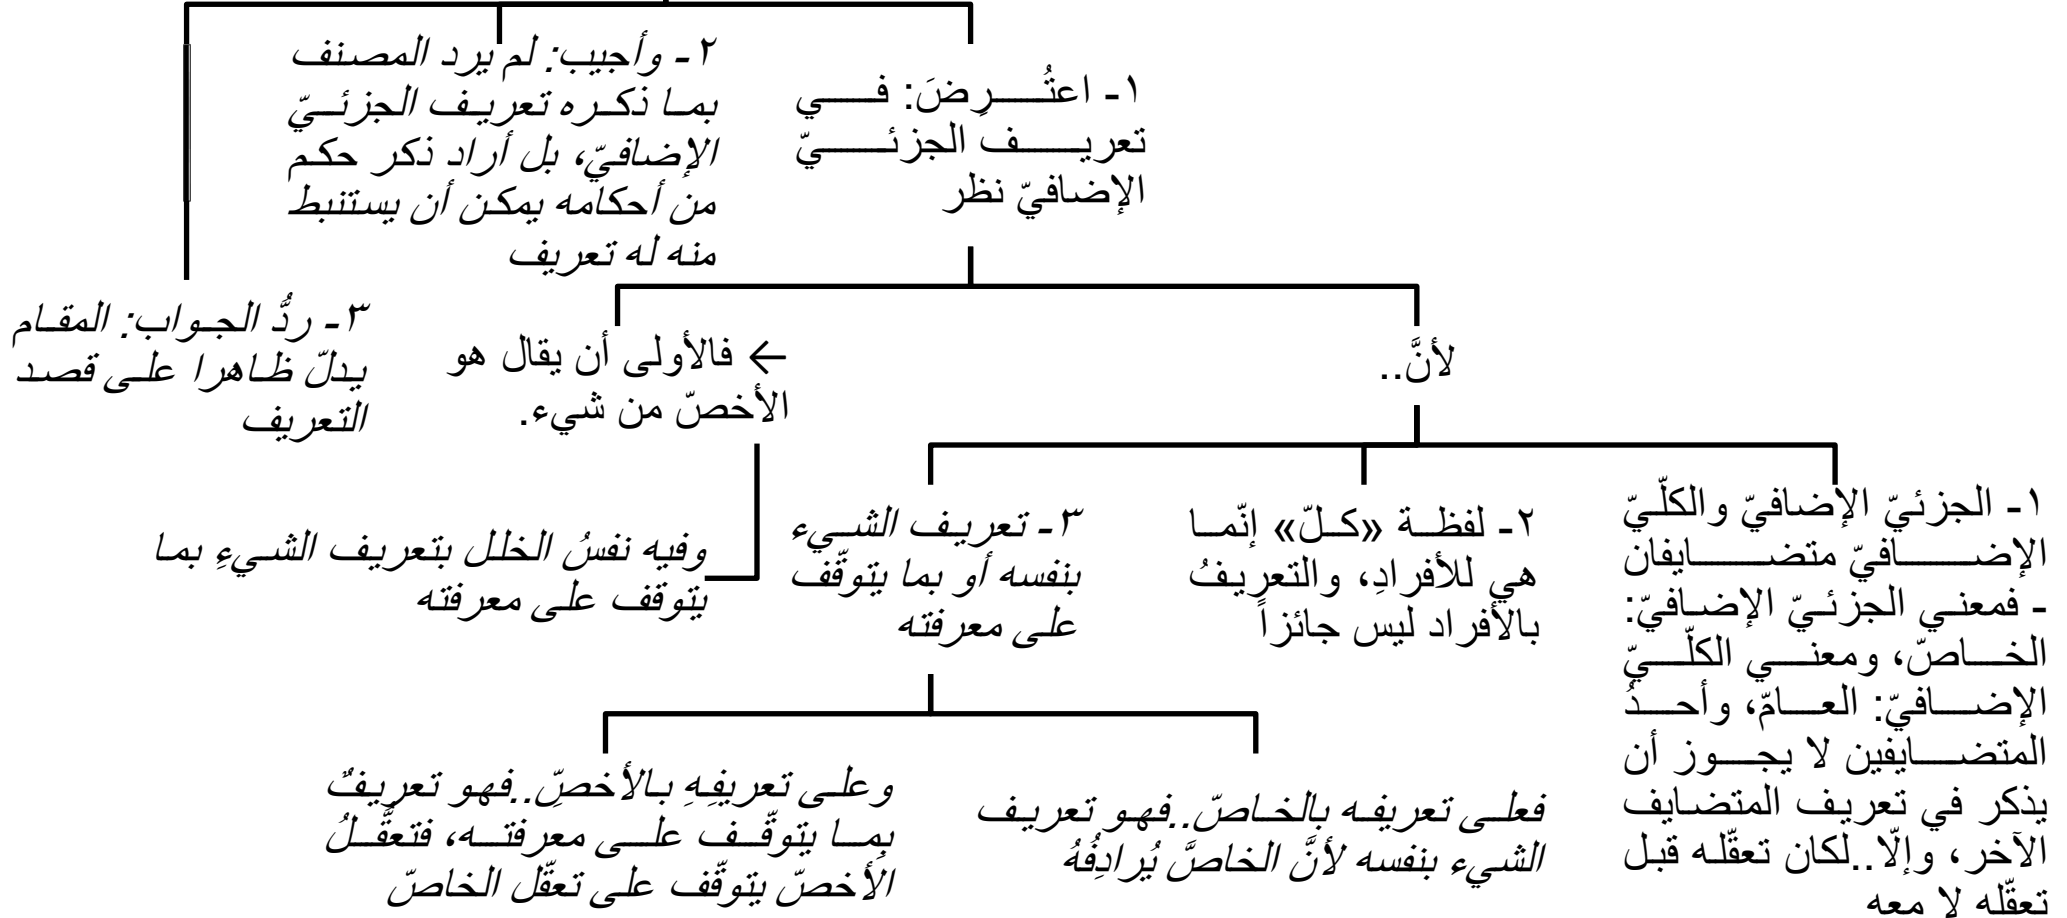 ١- اعتُرِضَ: في
تعريف الجزئيّ
الإضافيّ نظر
٢- وأجيب: لم يرد المصنف
بما ذكره تعريف الجزئيّ
الإضافيّ، بل أراد ذكر حكم
من أحكامه يمكن أن يستنبط
منه له تعريف
٣- ردُّ الجواب: المقام
يدلّ ظاهرا على قصد
التعريف
لأنَّ..
← فالأولى أن يقال هو
الأخصّ من شيء.
وفيه نفسُ الخلل بتعريف الشيءِ بما
يتوقف على معرفته
١- الجزئيّ الإضافيّ والكلّيّ
الإضافيّ متضايفان
- فمعني الجزئيّ الإضافيّ:
الخاصّ، ومعني الكلّيّ
الإضافيّ: العامّ، وأحدُ
المتضايفين لا يجوز أن
يذكر في تعريف المتضايف
الآخر، وإلّا..لكان تعقّله قبل
تعقّله لا معه
٢- لفظة «كلّ» إنّما
هي للأفرادِ، والتعريفُ
بالأفراد ليس جائزاً
٣- تعريف الشيء
بنفسه أو بما يتوقّف
على معرفته
فعلى تعريفه بالخاصّ..فهو تعريف
الشيء بنفسه لأنَّ الخاصَّ يُرادِفُهُ
وعلى تعريفِهِ بالأخصِّ..فهو تعريفٌ
بِما يتوقّف على معرفته، فتعقُّلُ
الأخصّ يتوقّف على تعقّل الخاصّ